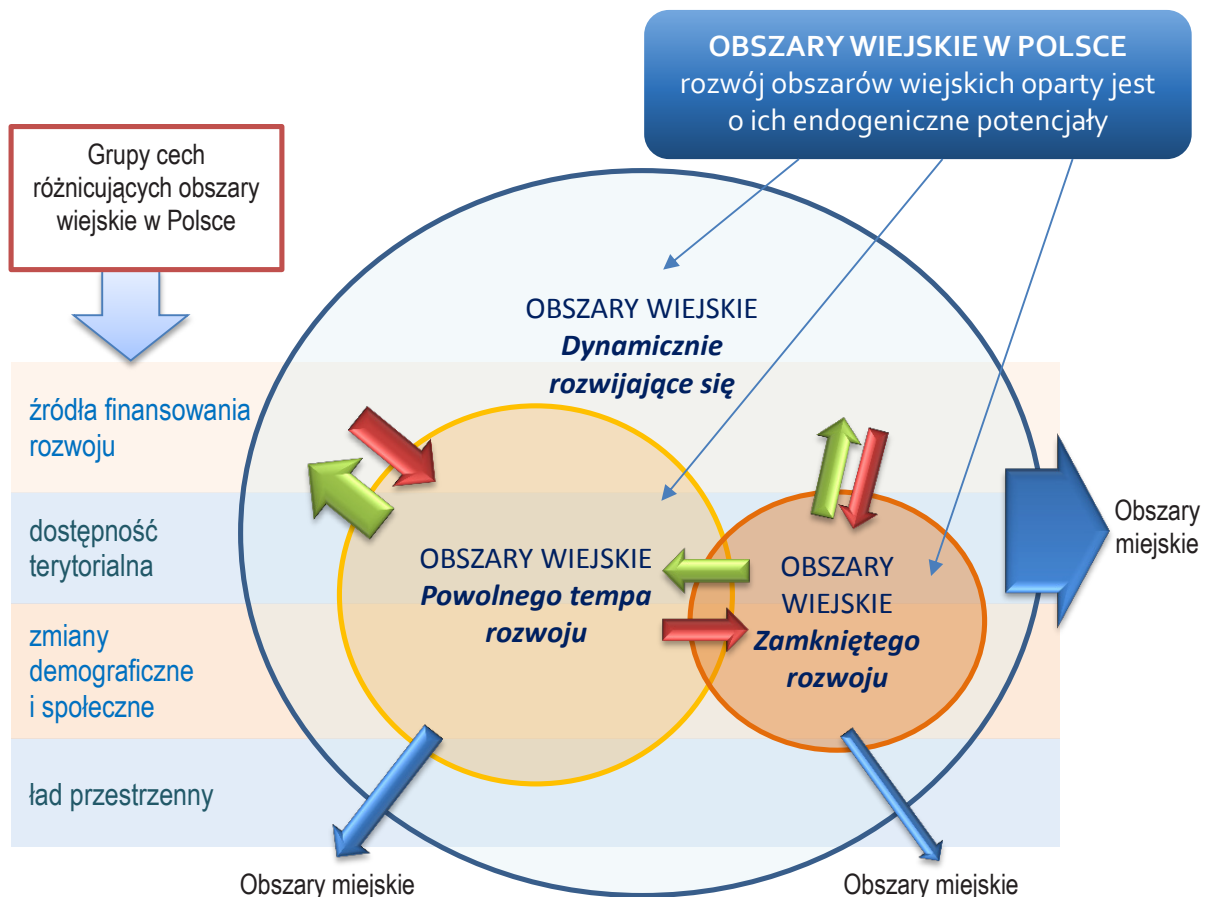 OBSZARY WIEJSKIE W POLSCE
rozwój obszarów wiejskich oparty jest
o ich endogeniczne potencjały
Grupy cech
różnicujących obszary
wiejskie w Polsce
OBSZARY WIEJSKIE
Dynamicznie
rozwijające się
źródła finansowania
rozwoju
dostępność
terytorialna
zmiany
demograficzne
i społeczne
ład przestrzenny
OBSZARY WIEJSKIE
Powolnego tempa
rozwoju
OBSZARY
WIEJSKIE
Zamkniętego
rozwoju
Obszary
miejskie
Obszary miejskie
Obszary miejskie